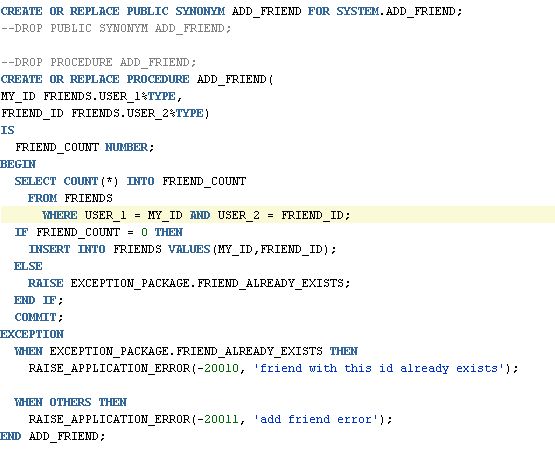 CREATE OR REPLACE PUBLIC SYNONYM ADD_FRIEND FOR SYSTEM.ADD_FRIEND;
--DROP PUBLIC SYNONYM ADD_FRIEND;
--DROP PROCEDURE ADD_FRIEND;
CREATE OR REPLACE PROCEDURE ADD_FRIEND(
MY_ID FRIENDS.USER_1%TYPE,
FRIEND_ID FRIENDS.USER_2%TYPE)
IS
FRIEND_COUNT NUMBER;
BEGIN
SELECT COUNT(*) INTO FRIEND_COUNT
FROM FRIENDS
WHERE USER_1 = MY_ID AND USER_2 = FRIEND_ID;
IF FRIEND_COUNT = 0 THEN
INSERT INTO FRIENDS VALUES(MY_ID,FRIEND_ID);
ELSE
RAISE EXCEPTION_PACKAGE.FRIEND_ALREADY_EXISTS;
END IF;
COMMIT;
EXCEPTION
WHEN EXCEPTION_PACKAGE.FRIEND_ALREADY_EXISTS THEN
RAISE_APPLICATION_ERROR(-20010, 'friend with this id already exists');
WHEN OTHERS THEN
RAISE_APPLICATION_ERROR(-20011, 'add friend error');
END ADD_FRIEND;